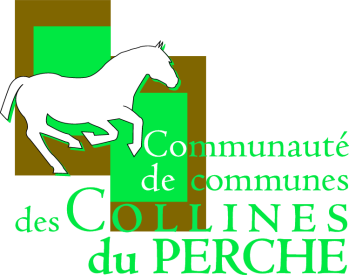 Communauté
de communes
des COLLINES
du PERCHE